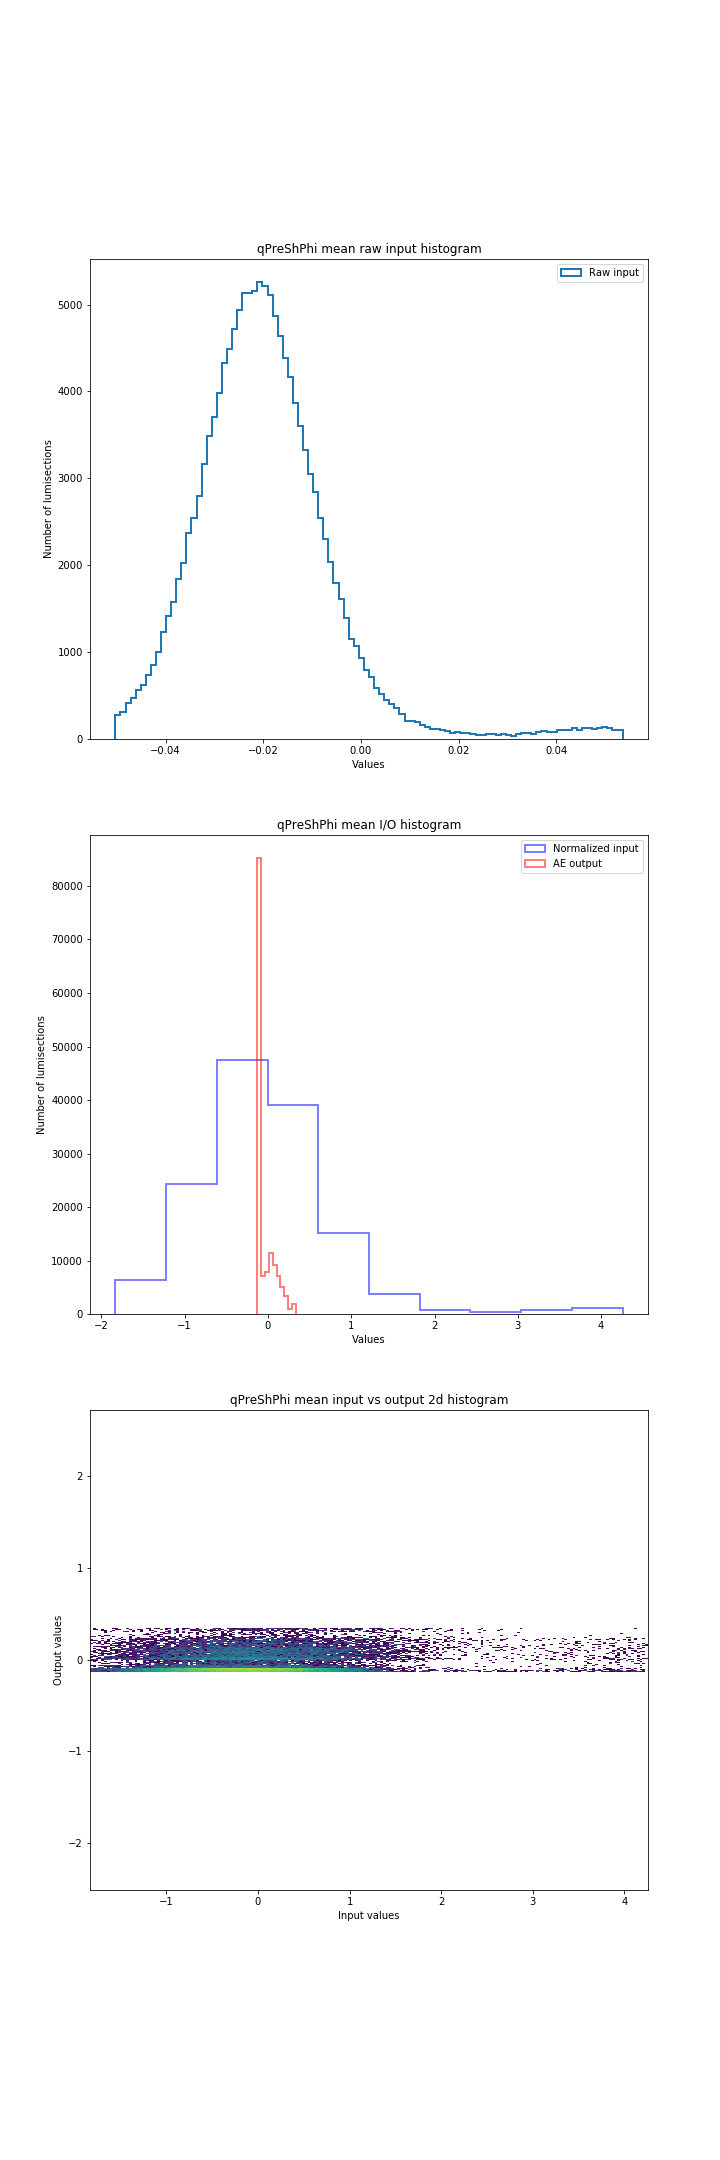 qPreShPhi mean raw input histogram
Raw input
5000
4000
3000
2000
1000
0
Number of lumisections
−0.04 −0.02 0.00 0.02 0.04
Values
qPreShPhi mean I/O histogram
Normalized input
AE output
80000
70000
60000
50000
40000
30000
20000
10000
0
Number of lumisections
−2 −1 0 1 2 3 4
Values
qPreShPhi mean input vs output 2d histogram
2
1
0
−1
−2
Output values
−1 0 1 2 3 4
Input values